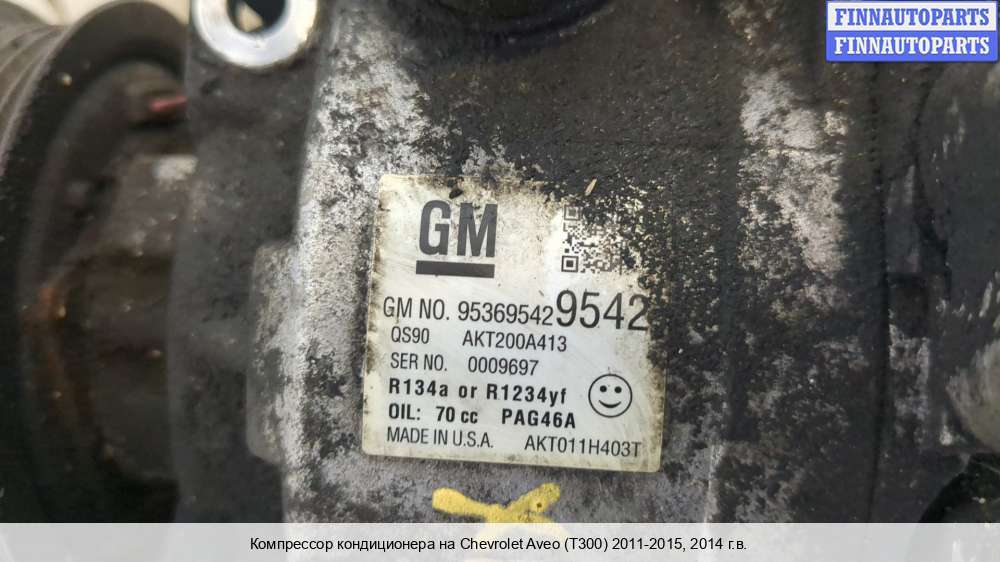 FINNAUTOPARTS
FINNAUTOPARTS
GM
GM NO. 95369542 9542
QS90 AKT200A413
SER NO. 0009697
R134a or R1234yf
OIL: 70 cc PAG46A
MADE IN U.S.A. AKT011H403T
Компрессор кондиционера на Chevrolet Aveo (T300) 2011-2015, 2014 г.в.